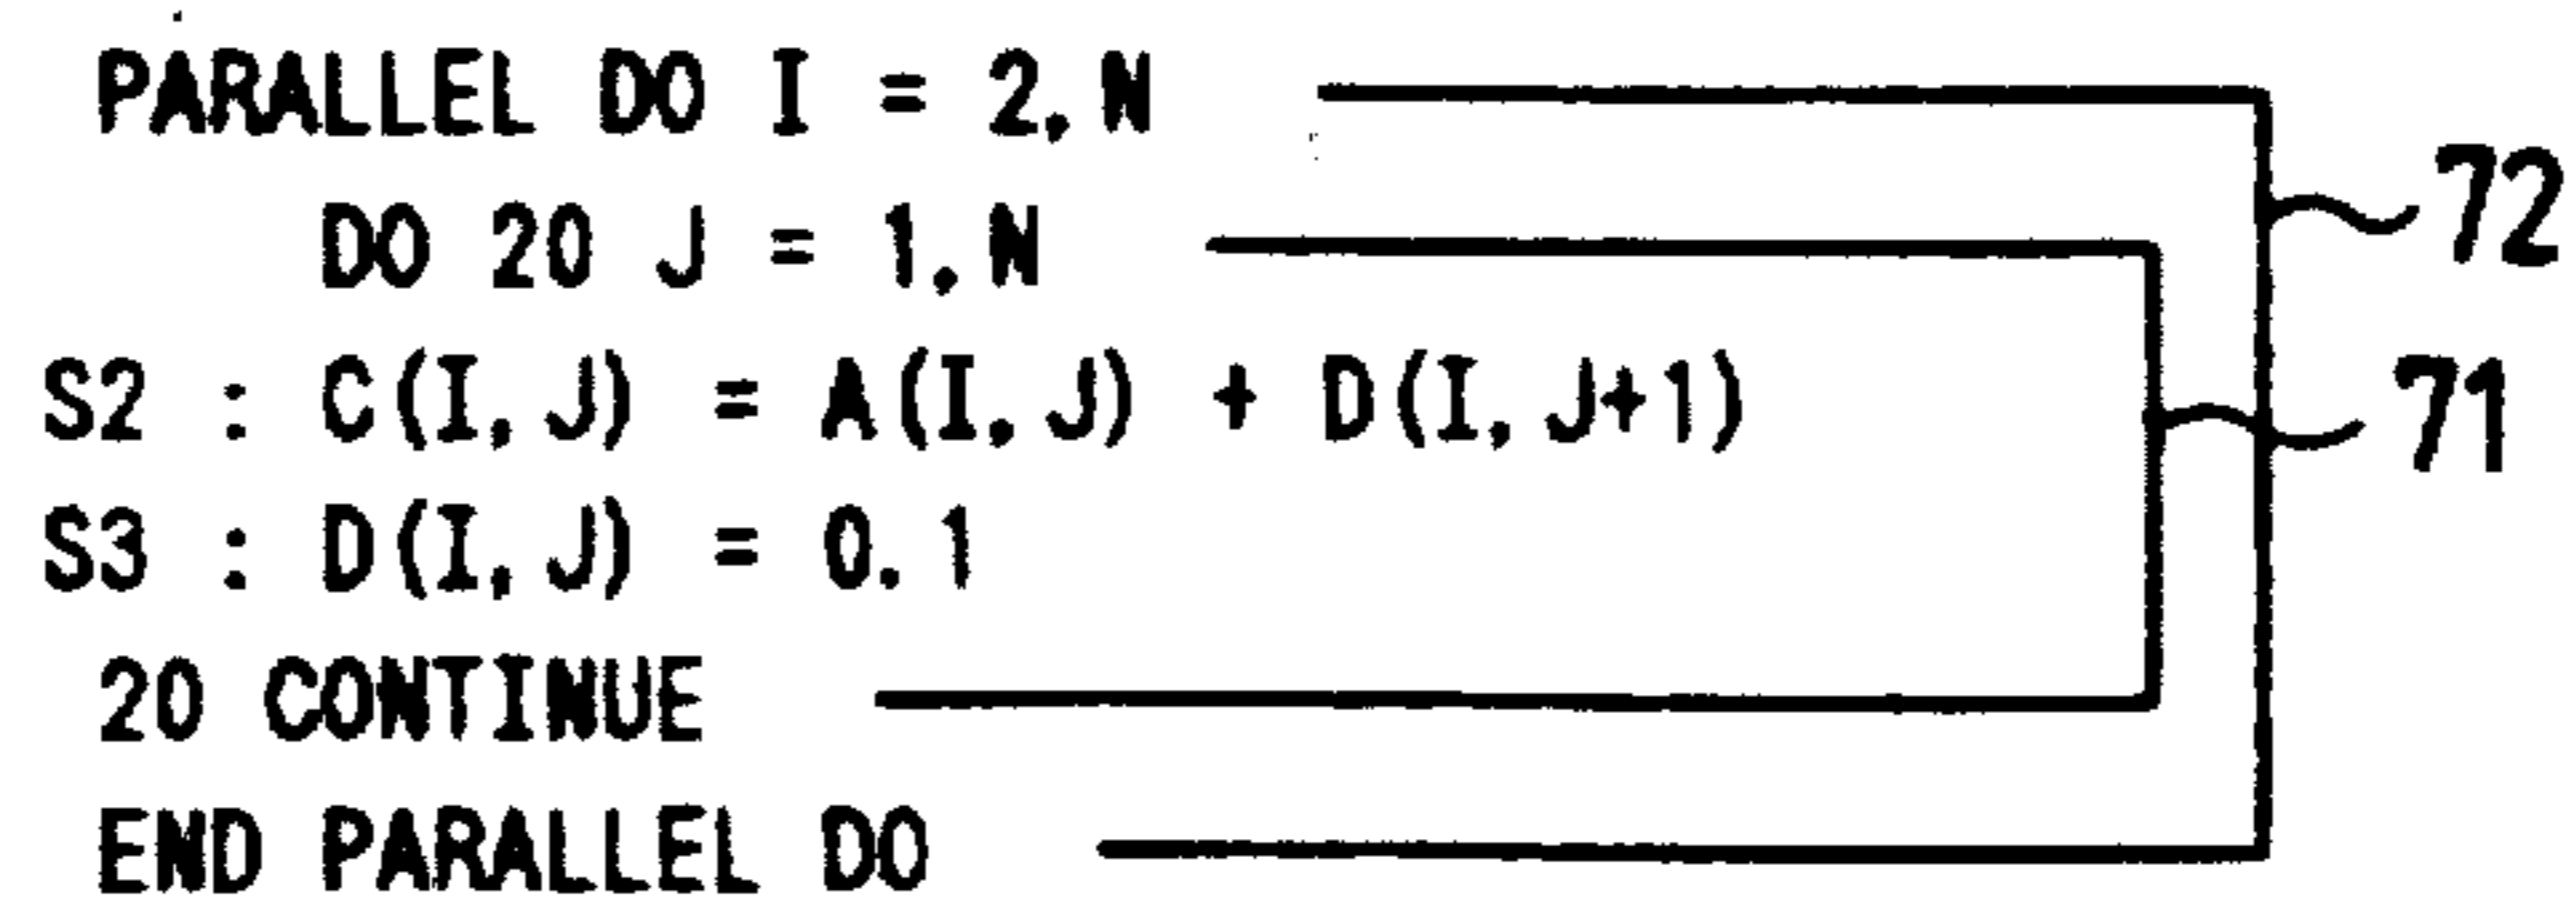 PARALLEL DO I = 2, N
DO 20 J = 1, N
72
S2 : C(I, J) = A(I, J) + D(I, J+1)
71
S3 : D(I, J) = 0.1
20 CONTINUE
END PARALLEL DO